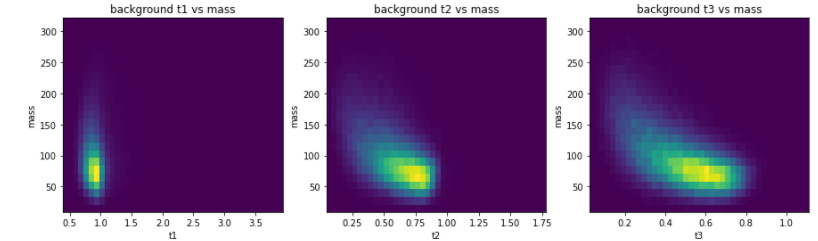 background t1 vs mass
300
250
200
150
100
50
mass
0.5 1.0 1.5 2.0 2.5 3.0 3.5
t1
background t2 vs mass
300
250
200
150
100
50
mass
0.25 0.50 0.75 1.00 1.25 1.50 1.75
t2
background t3 vs mass
300
250
200
150
100
50
mass
0.2 0.4 0.6 0.8 1.0
t3